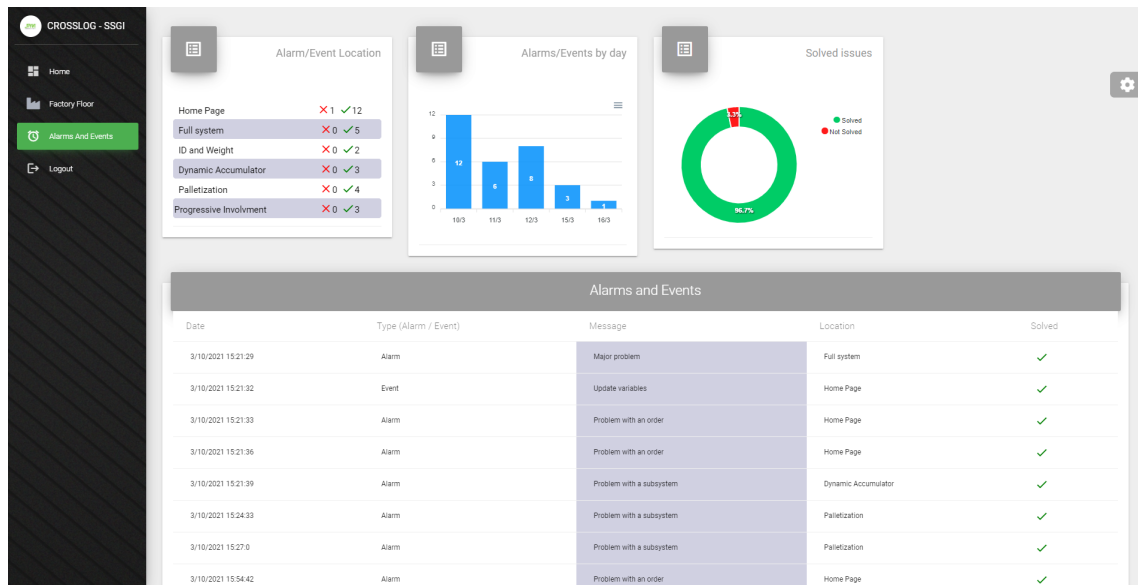 CROSSLOG - SSGI
Home
Factory Floor
Alarms And Events
Logout
Alarm/Event Location
Home Page 1 12
Full system 0 5
ID and Weight 0 2
Dynamic Accumulator 0 3
Palletization 0 4
Progressive Involvment 0 3
Alarms/Events by day
12
9
6
3
0
12
6
8
3
1
10/3 11/3 12/3 15/3 16/3
Solved issues
3.3%
96.7%
Solved
Not Solved
Alarms and Events
Date Type (Alarm / Event) Message Location Solved
3/10/2021 15:21:29 Alarm Major problem Full system
3/10/2021 15:21:32 Event Update variables Home Page
3/10/2021 15:21:33 Alarm Problem with an order Home Page
3/10/2021 15:21:36 Alarm Problem with an order Home Page
3/10/2021 15:21:39 Alarm Problem with a subsystem Dynamic Accumulator
3/10/2021 15:24:33 Alarm Problem with a subsystem Palletization
3/10/2021 15:27:0 Alarm Problem with a subsystem Palletization
3/10/2021 15:54:42 Alarm Problem with an order Home Page